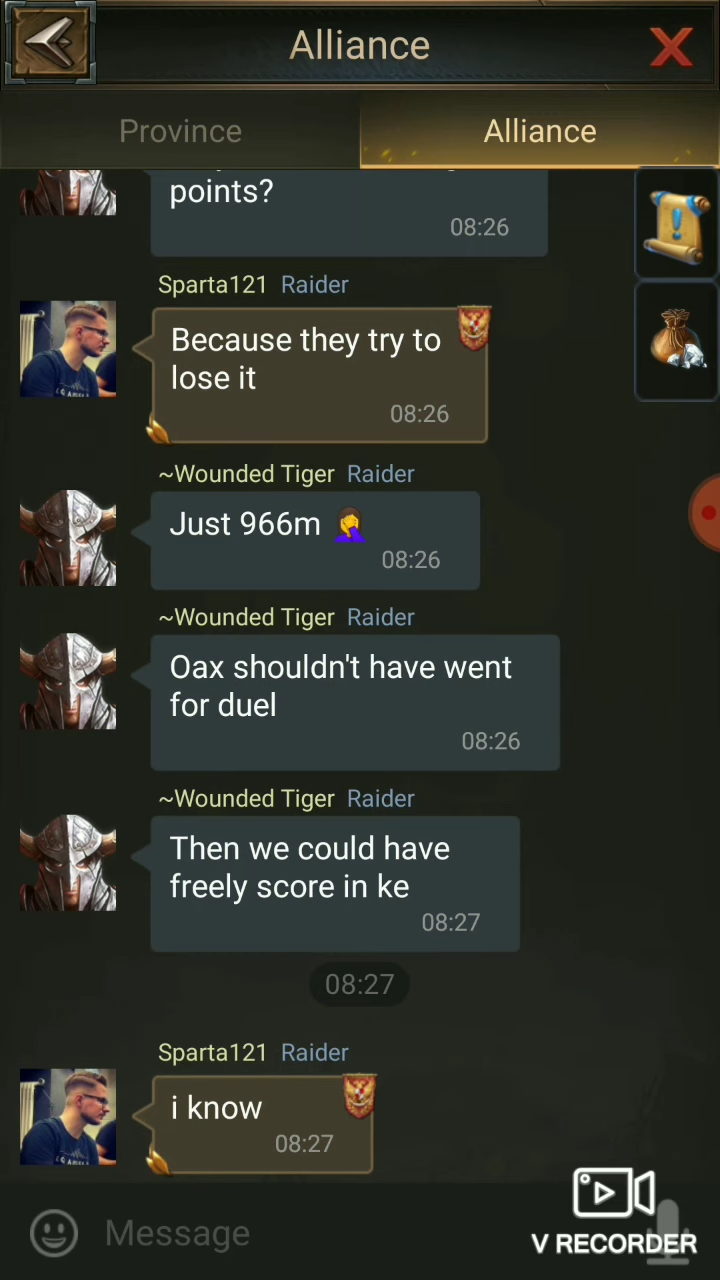 Alliance
Province
Alliance
points?
08:26
Sparta121 Raider
Because they try to
lose it
08:26
~Wounded Tiger Raider
Just 966m 🤦
08:26
~Wounded Tiger Raider
Oax shouldn't have went
for duel
08:26
~Wounded Tiger Raider
Then we could have
freely score in ke
08:27
08:27
Sparta121 Raider
i know
08:27
Message
V RECORDER